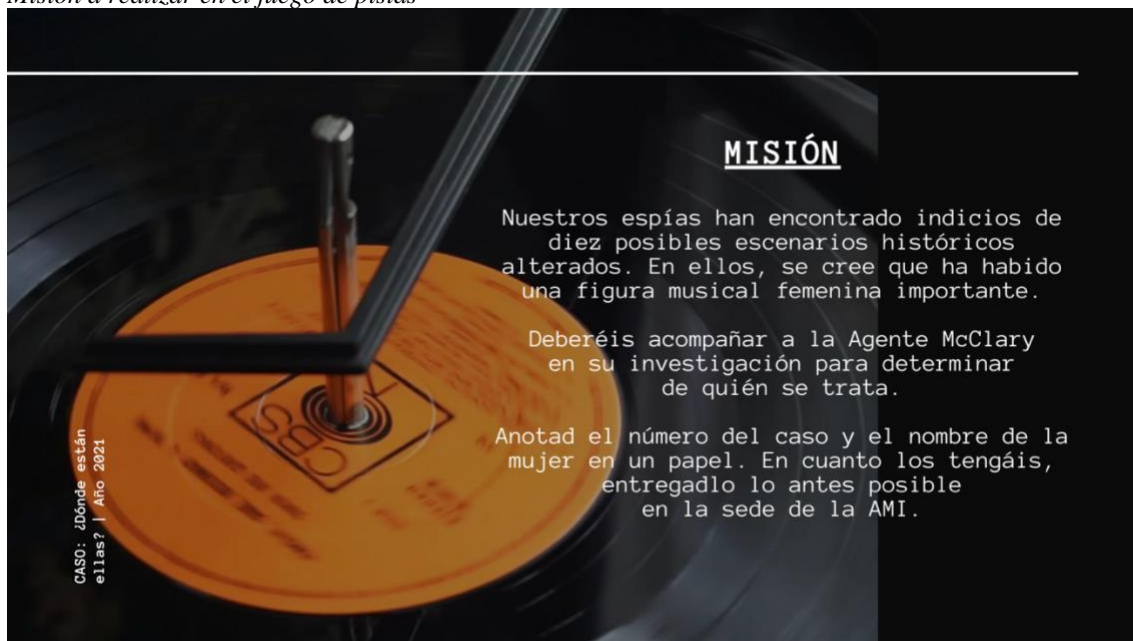 Misión a realizar en el juego de pistas
MISIÓN
Nuestros espías han encontrado indicios de
diez posibles escenarios históricos
alterados. En ellos, se cree que ha habido
una figura musical femenina importante.
Deberéis acompañar a la Agente McClary
en su investigación para determinar
de quién se trata.
Anotad el número del caso y el nombre de la
mujer en un papel. En cuanto los tengáis,
entregadlo lo antes posible
en la sede de la AMI.
CASO: ¿Dónde están
ellas? | Año 2021
CBS